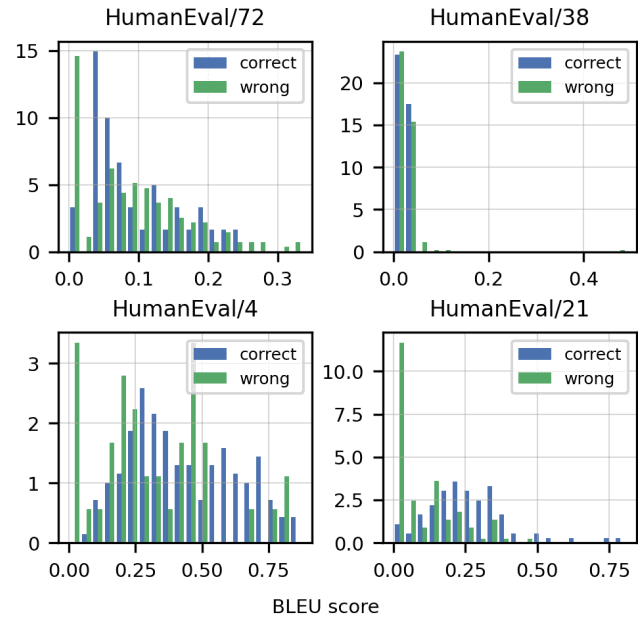 HumanEval/72
HumanEval/38
15
10
5
0
correct
wrong
0.0 0.1 0.2 0.3
20
15
10
5
0
correct
wrong
0.0 0.2 0.4
HumanEval/4
HumanEval/21
3
2
1
0
correct
wrong
0.00 0.25 0.50 0.75
10.0
7.5
5.0
2.5
0.0
correct
wrong
0.00 0.25 0.50 0.75
BLEU score